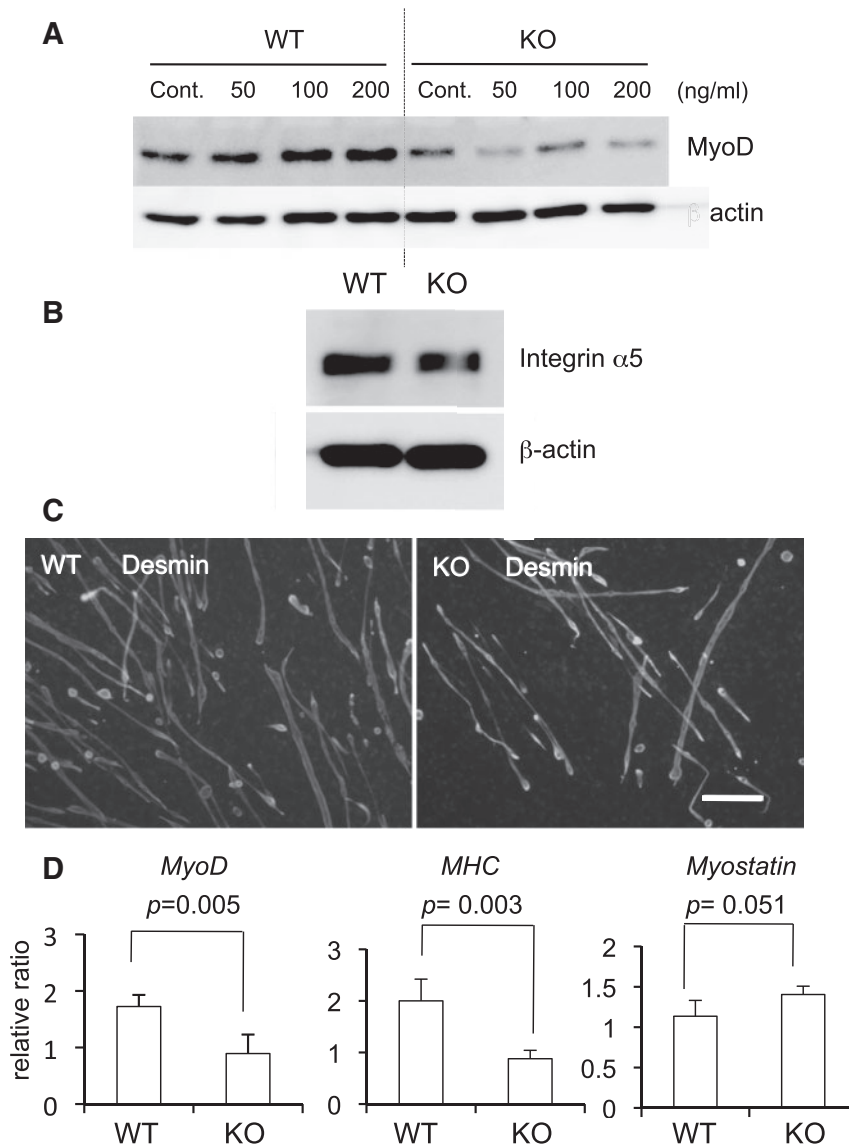 A
WT KO
Cont. 50 100 200 Cont. 50 100 200 (ng/ml)
MyoD
β actin
WT KO
B
Integrin α5
β-actin
C
WT Desmin KO Desmin
D
MyoD MHC Myostatin
p=0.005 p= 0.003 p= 0.051
relative ratio
3 3 2
2 2 1.5
1 1 1
0.5
0 0 0
WT KO WT KO WT KO